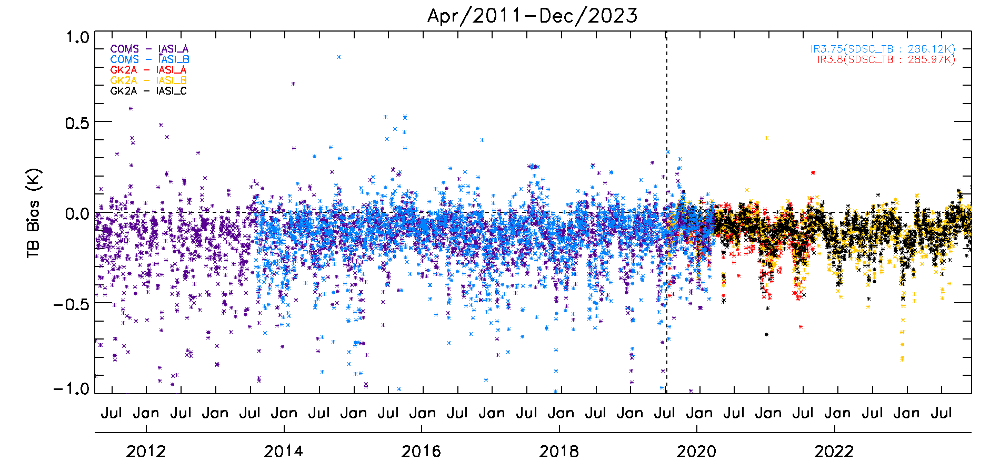 Apr/2011-Dec/2023
COMS - IASI_A
COMS - IASI_B
GK2A - IASI_A
GK2A - IASI_B
GK2A - IASI_C
IR3.75(SDSC_TB : 286.12K)
IR3.8(SDSC_TB : 285.97K)
TB Bias (K)
1.0
0.5
0.0
-0.5
-1.0
Jul Jan Jul Jan Jul Jan Jul Jan Jul Jan Jul Jan Jul Jan Jul Jan Jul Jan Jul Jan Jul Jan Jul Jan Jul
2012 2014 2016 2018 2020 2022